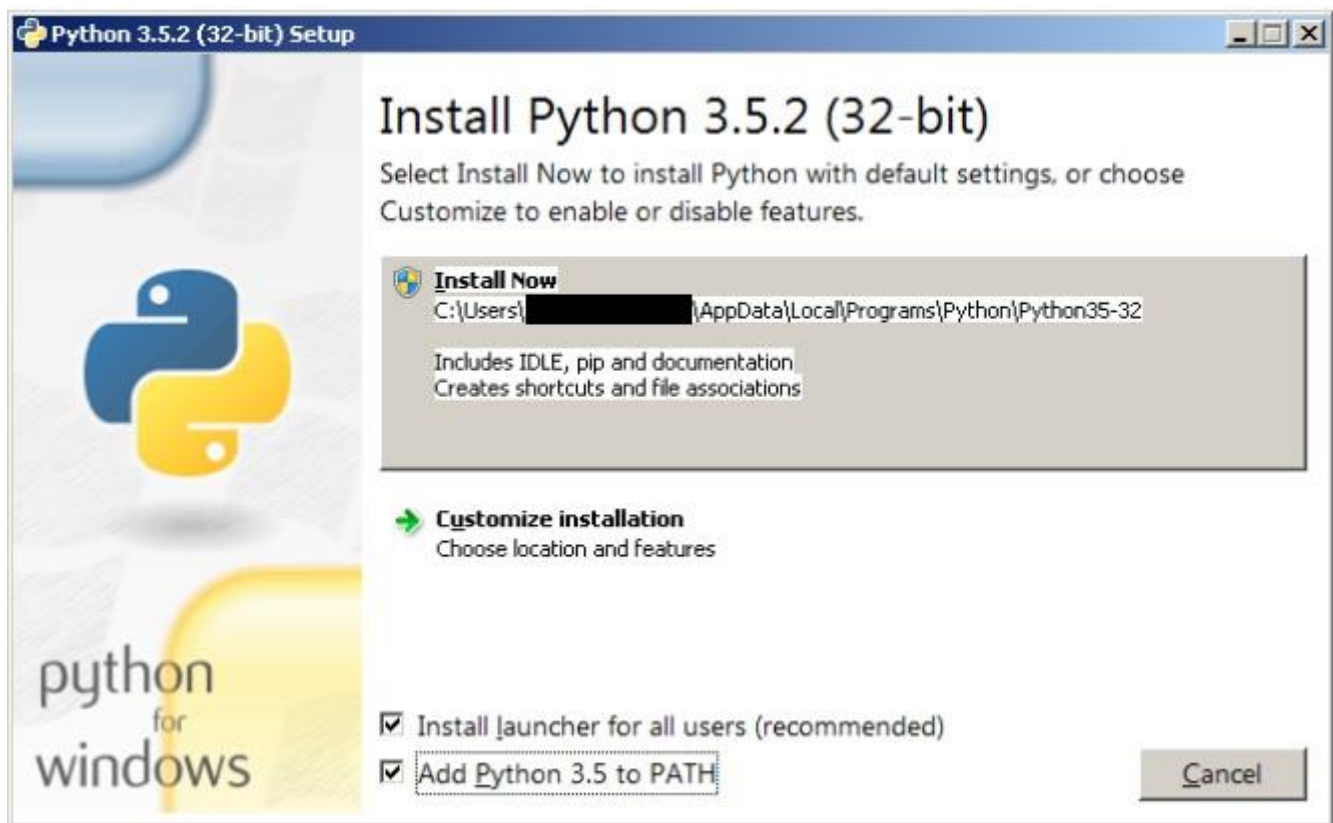 Python 3.5.2 (32-bit) Setup
Install Python 3.5.2 (32-bit)
Select Install Now to install Python with default settings, or choose
Customize to enable or disable features.
Install Now
C:\Users\ \AppData\Local\Programs\Python\Python35-32
Includes IDLE, pip and documentation
Creates shortcuts and file associations
Customize installation
Choose location and features
python
for
windows
Install launcher for all users (recommended)
Add Python 3.5 to PATH
Cancel